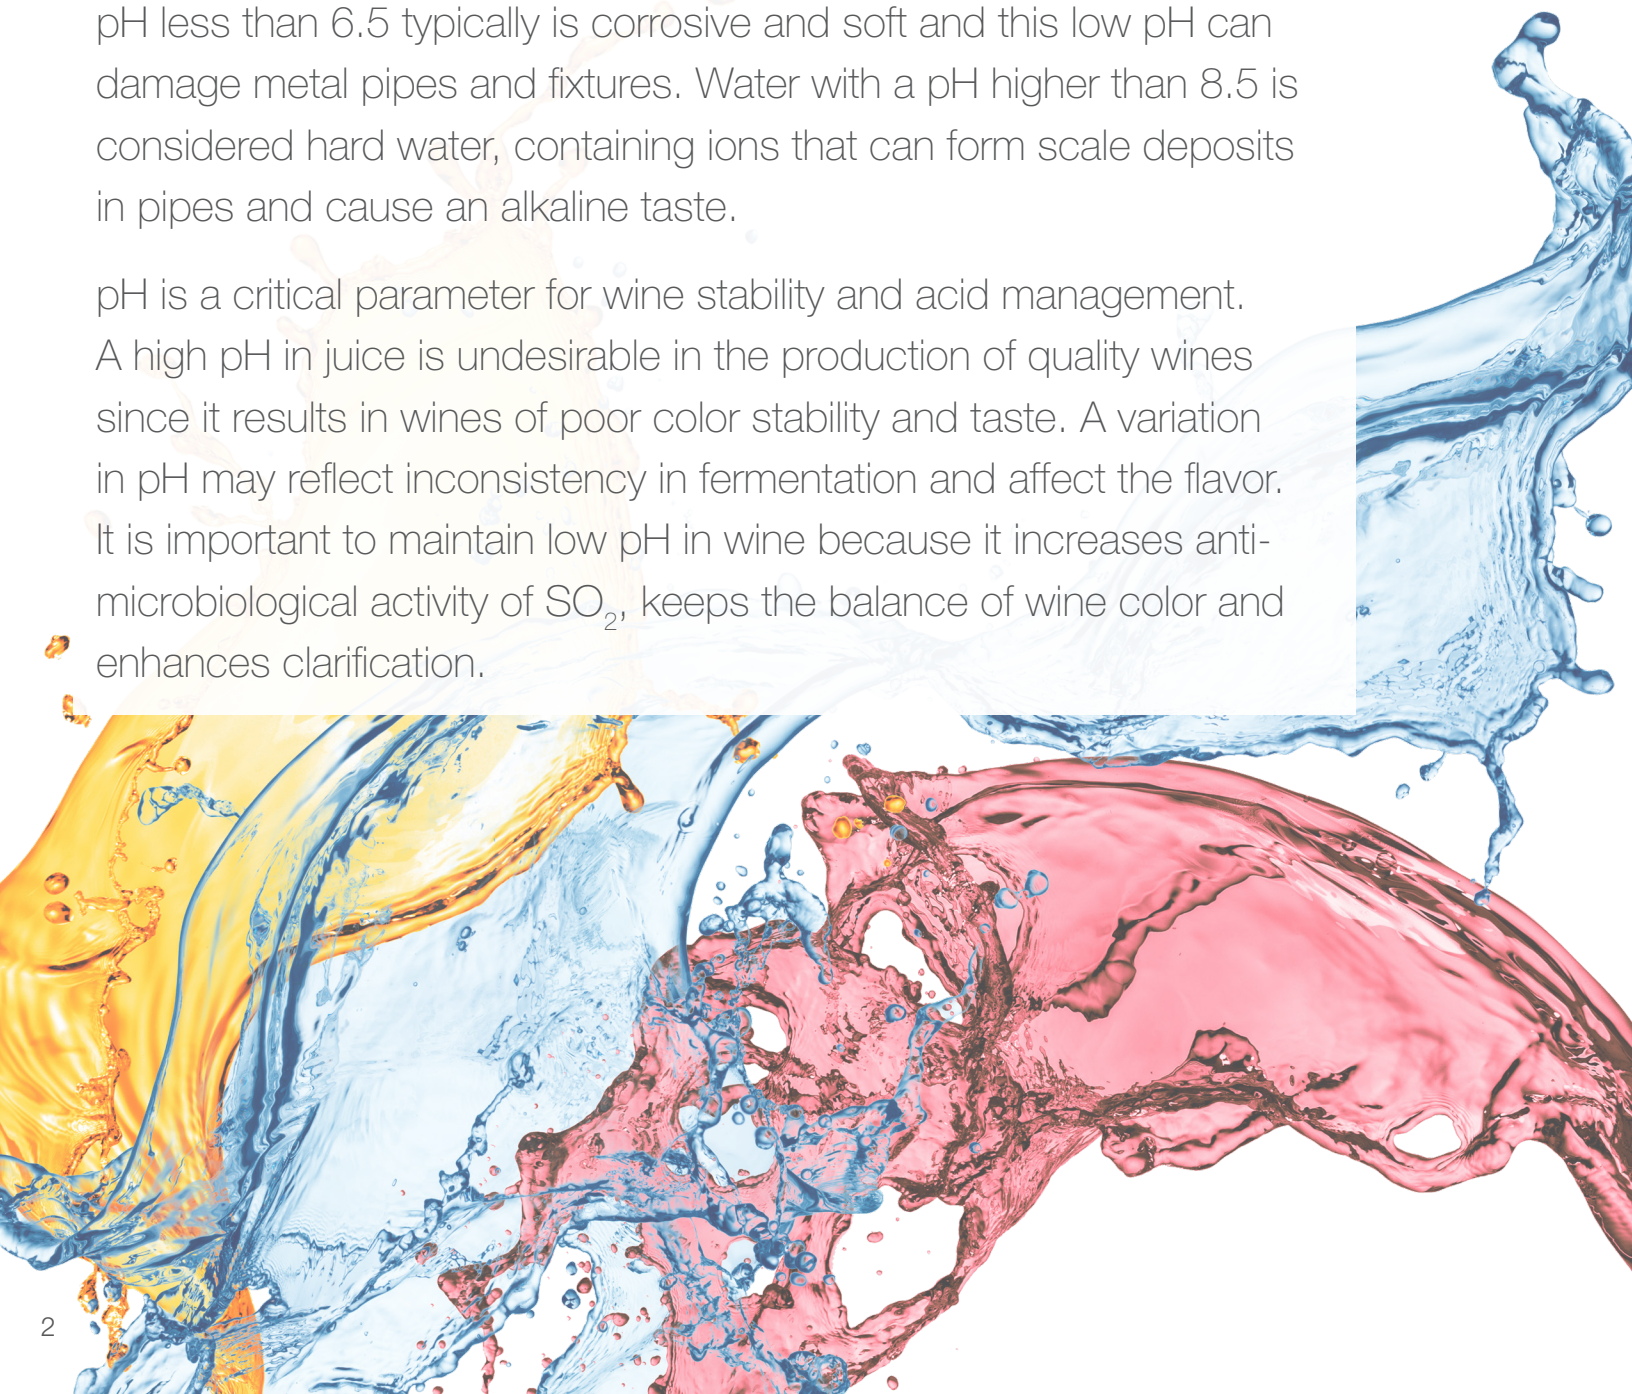 pH less than 6.5 typically is corrosive and soft and this low pH can
damage metal pipes and fixtures. Water with a pH higher than 8.5 is
considered hard water, containing ions that can form scale deposits
in pipes and cause an alkaline taste.
pH is a critical parameter for wine stability and acid management.
A high pH in juice is undesirable in the production of quality wines
since it results in wines of poor color stability and taste. A variation
in pH may reflect inconsistency in fermentation and affect the flavor.
It is important to maintain low pH in wine because it increases anti-
microbiological activity of SO₂, keeps the balance of wine color and
enhances clarification.
2